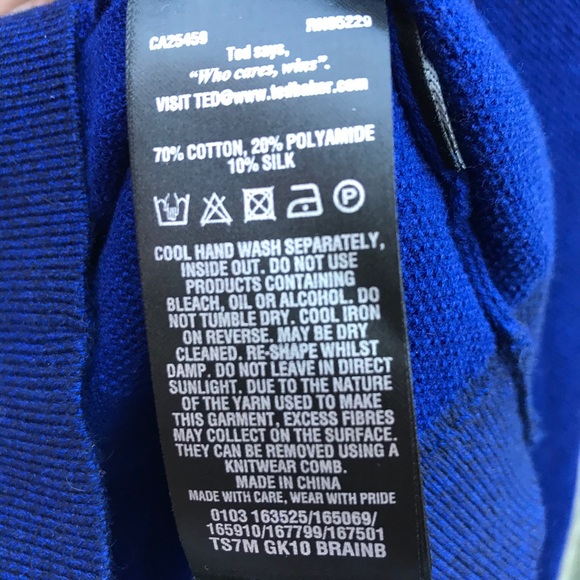 CA25459 RN95229
Ted says,
"Who cares, wins".
VISIT TED@www.tedbaker.com
70% COTTON, 20% POLYAMIDE
10% SILK
P
COOL HAND WASH SEPARATELY,
INSIDE OUT. DO NOT USE
PRODUCTS CONTAINING
BLEACH, OIL OR ALCOHOL. DO
NOT TUMBLE DRY. COOL IRON
ON REVERSE. MAY BE DRY
CLEANED. RE-SHAPE WHILST
DAMP. DO NOT LEAVE IN DIRECT
SUNLIGHT. DUE TO THE NATURE
OF THE YARN USED TO MAKE
THIS GARMENT, EXCESS FIBRES
MAY COLLECT ON THE SURFACE.
THEY CAN BE REMOVED USING A
KNITWEAR COMB.
MADE IN CHINA
MADE WITH CARE, WEAR WITH PRIDE
0103 163525/165069/
165910/167799/167501
TS7M GK10 BRAINB